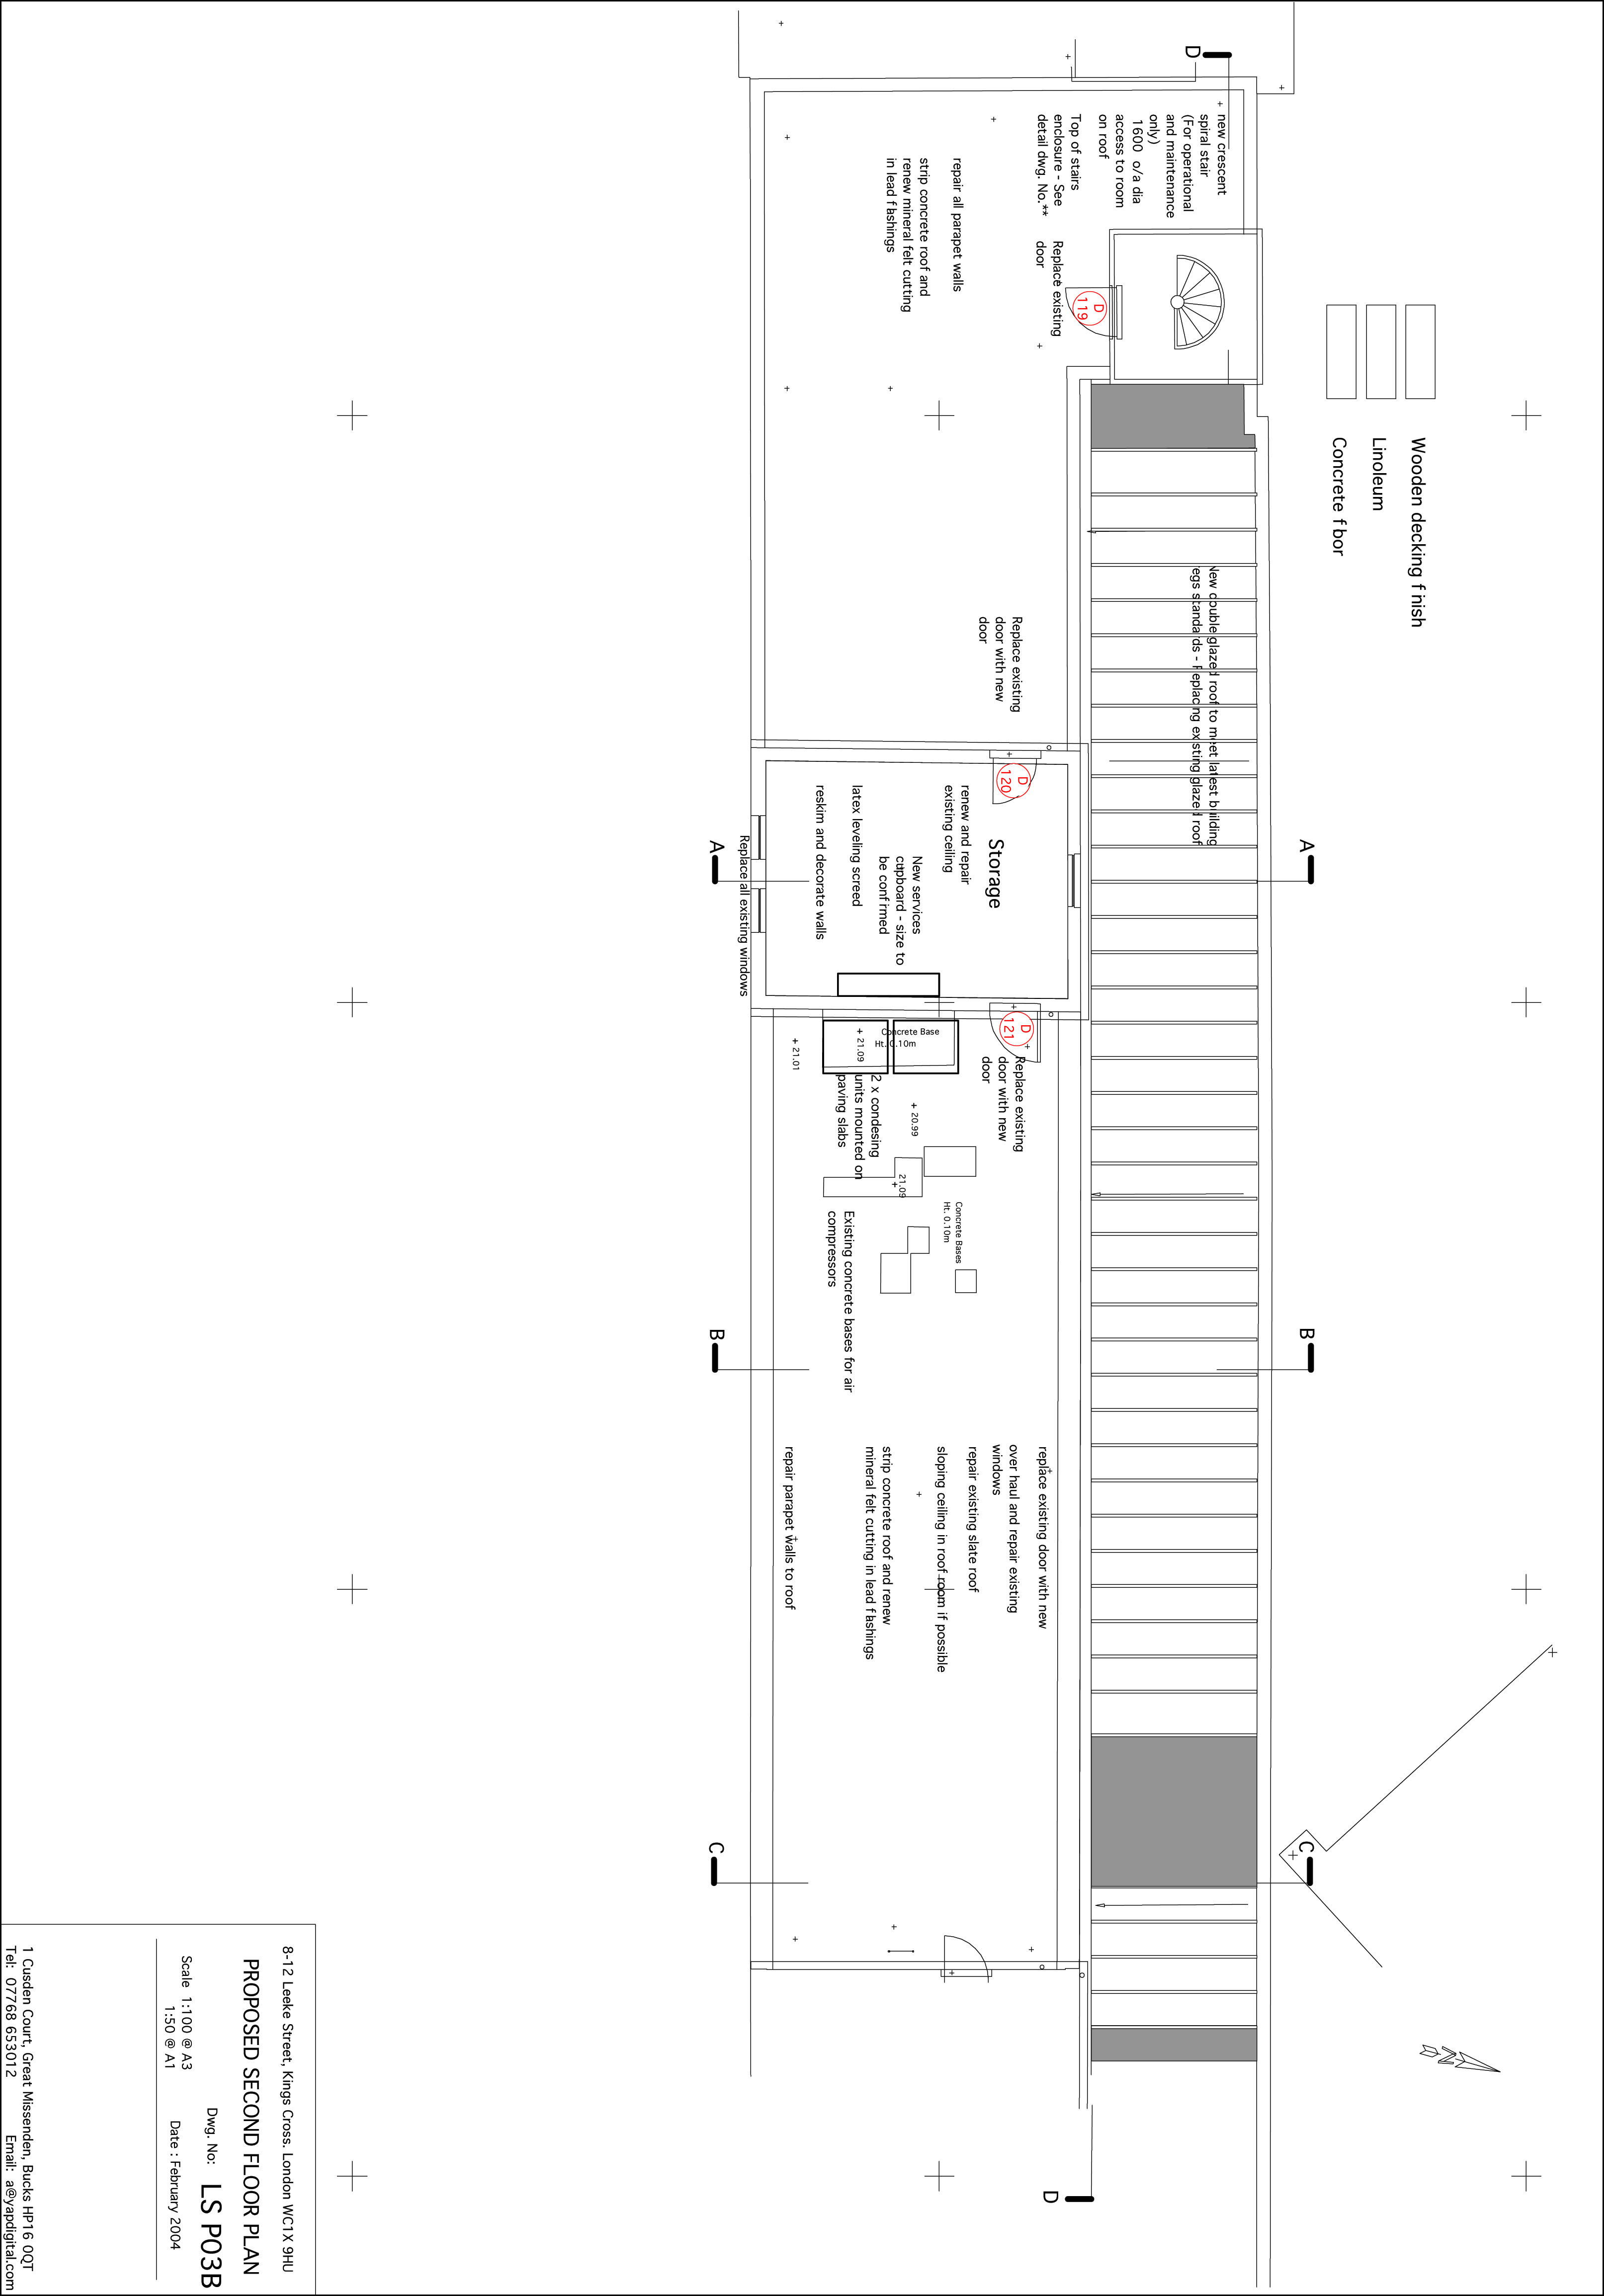 Wooden decking finish
Linoleum
Concrete floor
D
new crescent
spiral stair
(For operational
and maintenance
only)
1600 o/a dia
access to room
on roof
Top of stairs
enclosure - See
detail dwg. No.**
Replace existing
door
D
119
repair all parapet walls
strip concrete roof and
renew mineral felt cutting
in lead flashings
New double glazed roof to meet latest building
regs standards - Replacing existing glazed roof
Replace existing
door with new
door
D
120
A
A
Storage
renew and repair
existing ceiling
New services
cupboard - size to
be confirmed
latex leveling screed
reskim and decorate walls
Replace all existing windows
D
121
Replace existing
door with new
door
Concrete Base
Ht. 0.10m
+ 21.09
+ 21.01
+ 20.99
2 x condesing
units mounted on
paving slabs
21.09
Concrete Bases
Ht. 0.10m
Existing concrete bases for air
compressors
B
B
replace existing door with new
over haul and repair existing
windows
repair existing slate roof
sloping ceiling in roof room if possible
strip concrete roof and renew
mineral felt cutting in lead flashings
repair parapet walls to roof
C
C
N
D
8-12 Leeke Street, Kings Cross. London WC1X 9HU
PROPOSED SECOND FLOOR PLAN
Dwg. No: LS P03B
Scale 1:100 @ A3
1:50 @ A1
Date : February 2004
1 Cusden Court, Great Missenden, Bucks HP16 0QT
Tel: 07768 653012 Email: a@yapdigital.com